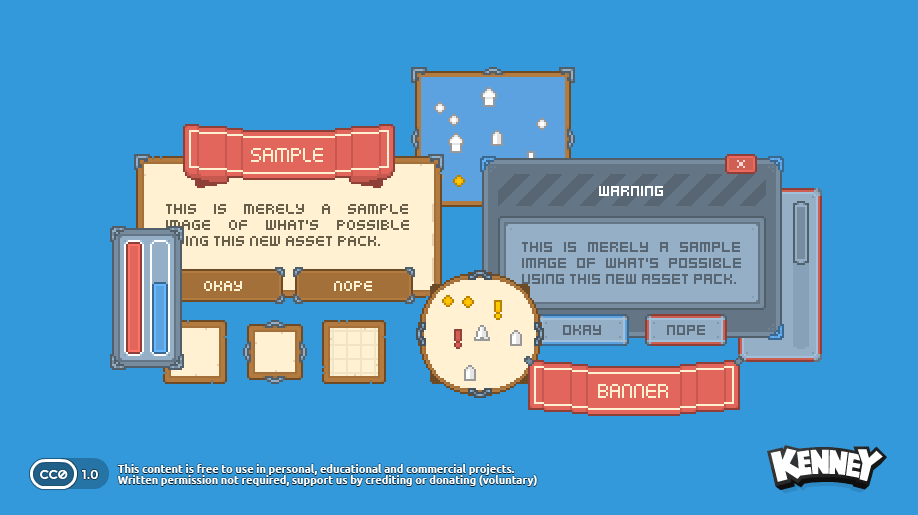 SAMPLE
THIS IS MERELY A SAMPLE
IMAGE OF WHAT'S POSSIBLE
THIS NEW ASSET PACK.
OKAY
NOPE
X
WARNING
THIS IS MERELY A SAMPLE
IMAGE OF WHAT'S POSSIBLE
USING THIS NEW ASSET PACK.
OKAY
NOPE
BANNER
CC0 1.0
This content is free to use in personal, educational and commercial projects.
Written permission not required, support us by crediting or donating (voluntary)
KENNEY